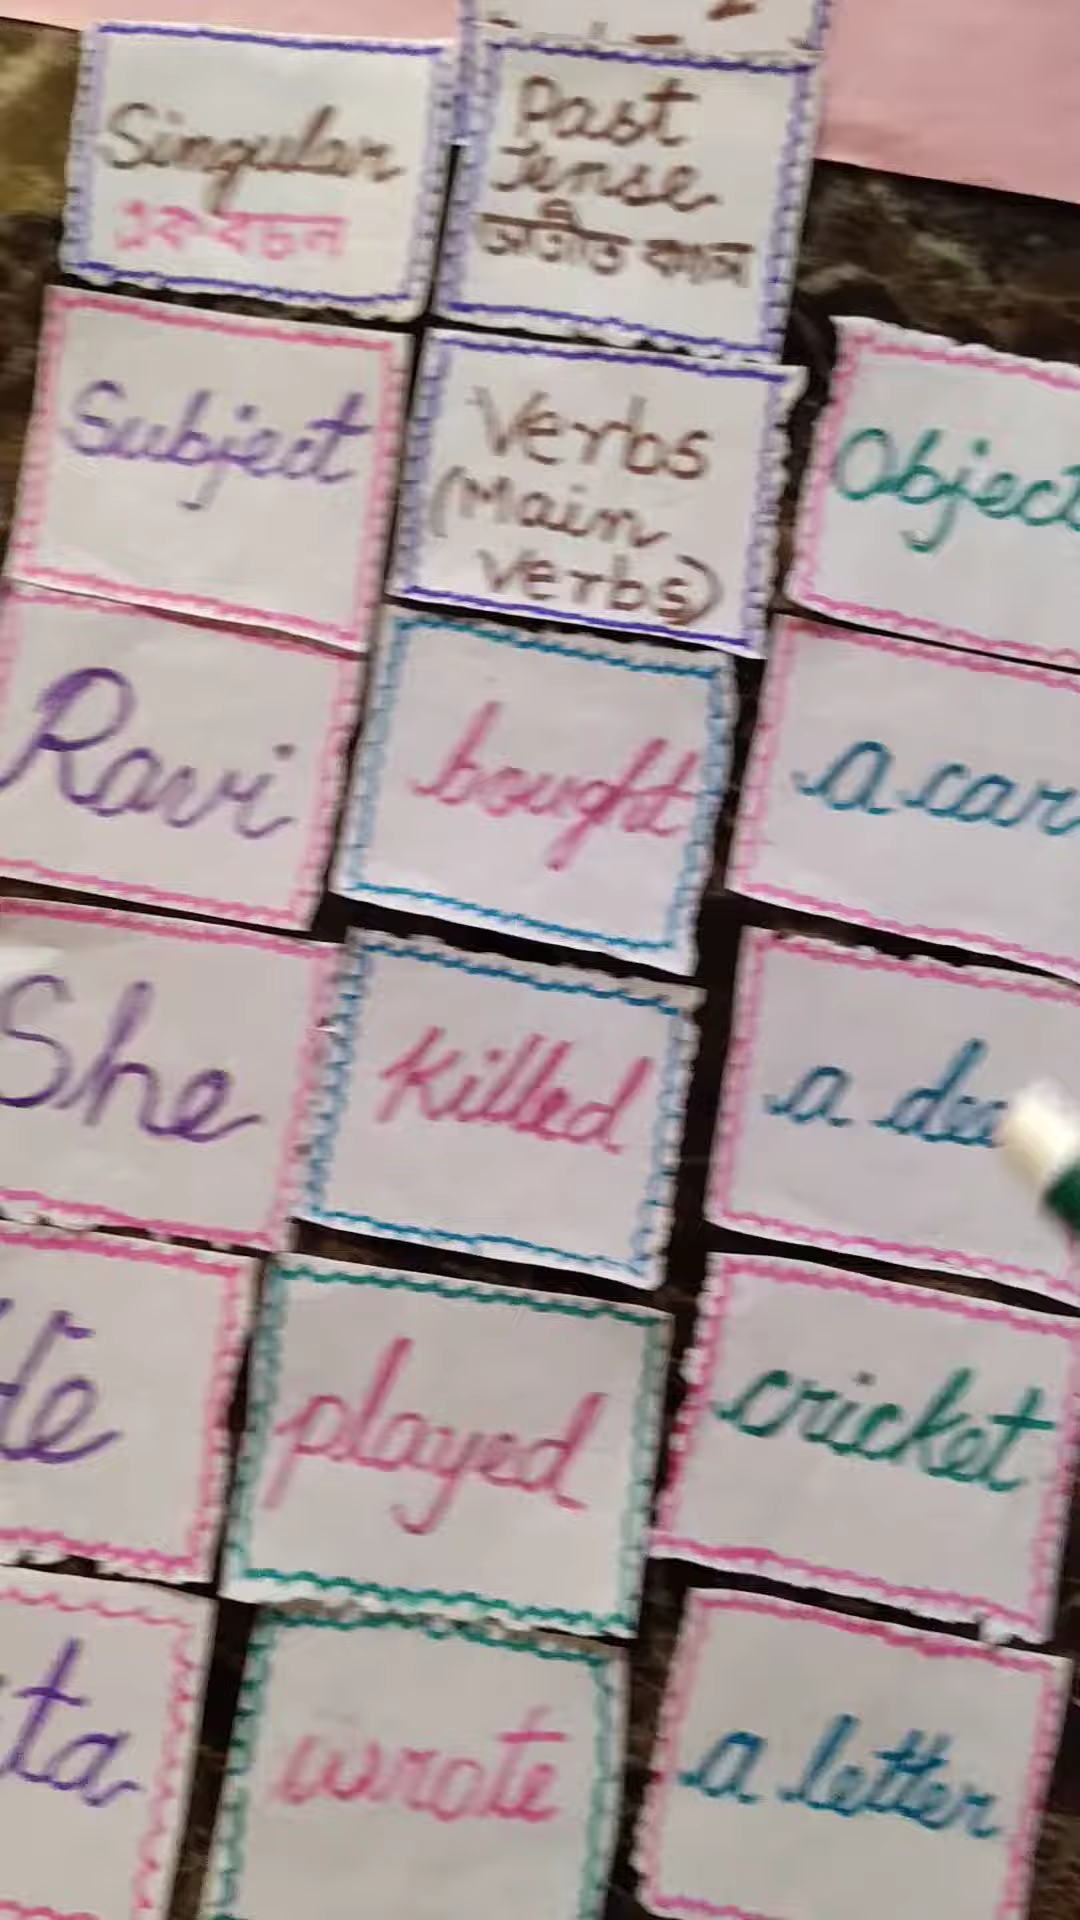 Singular
একবচন
Past
Tense
অতীত কাল
Subject
Verbs
(Main
verbs)
Object
Ravi
bought
a car
She
killed
a
He
played
cricket
wrote
a letter